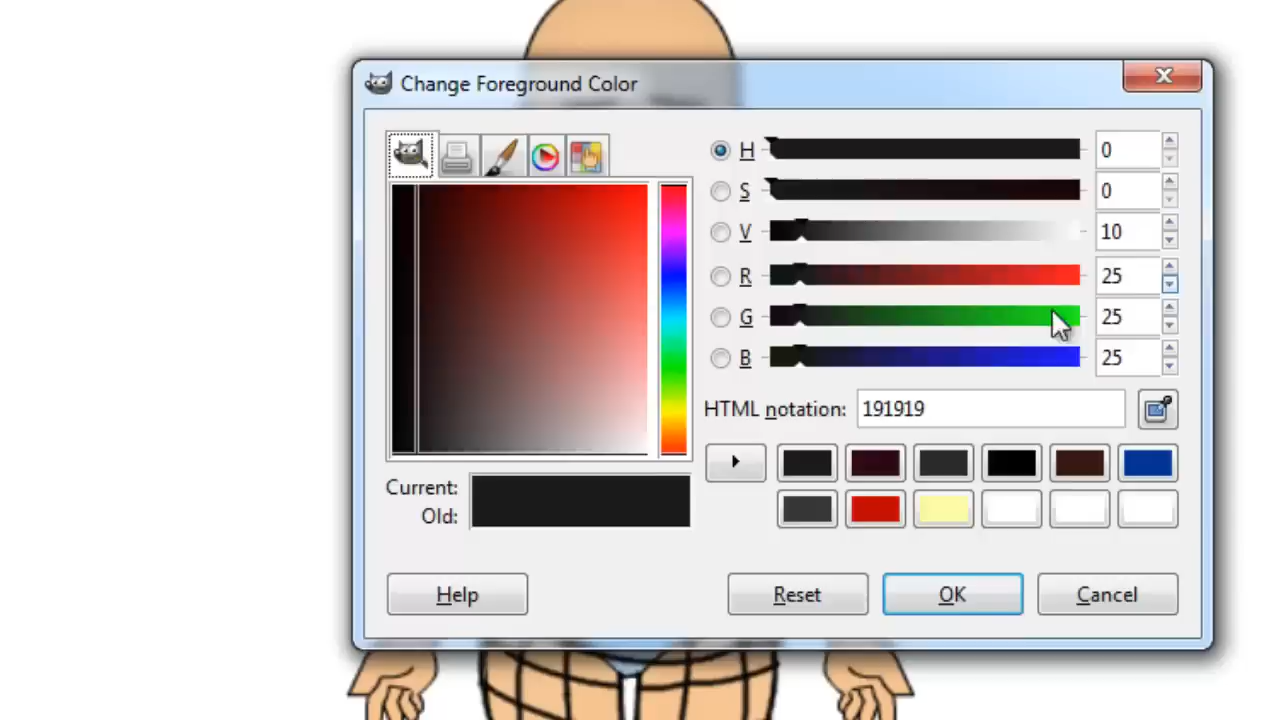 Change Foreground Color
H 0
S 0
V 10
R 25
G 25
B 25
HTML notation: 191919
Current:
Old:
Help Reset OK Cancel